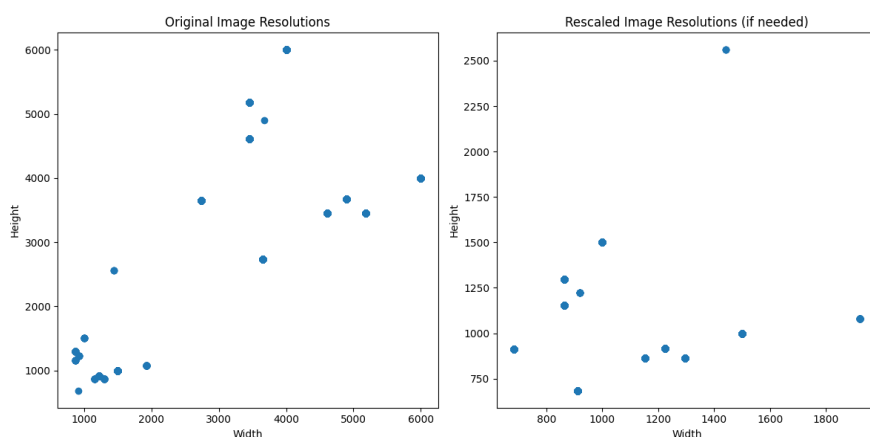 Original Image Resolutions
6000
5000
4000
3000
2000
1000
Height
1000 2000 3000 4000 5000 6000
Width
Rescaled Image Resolutions (if needed)
2500
2250
2000
1750
1500
1250
1000
750
Height
800 1000 1200 1400 1600 1800
Width